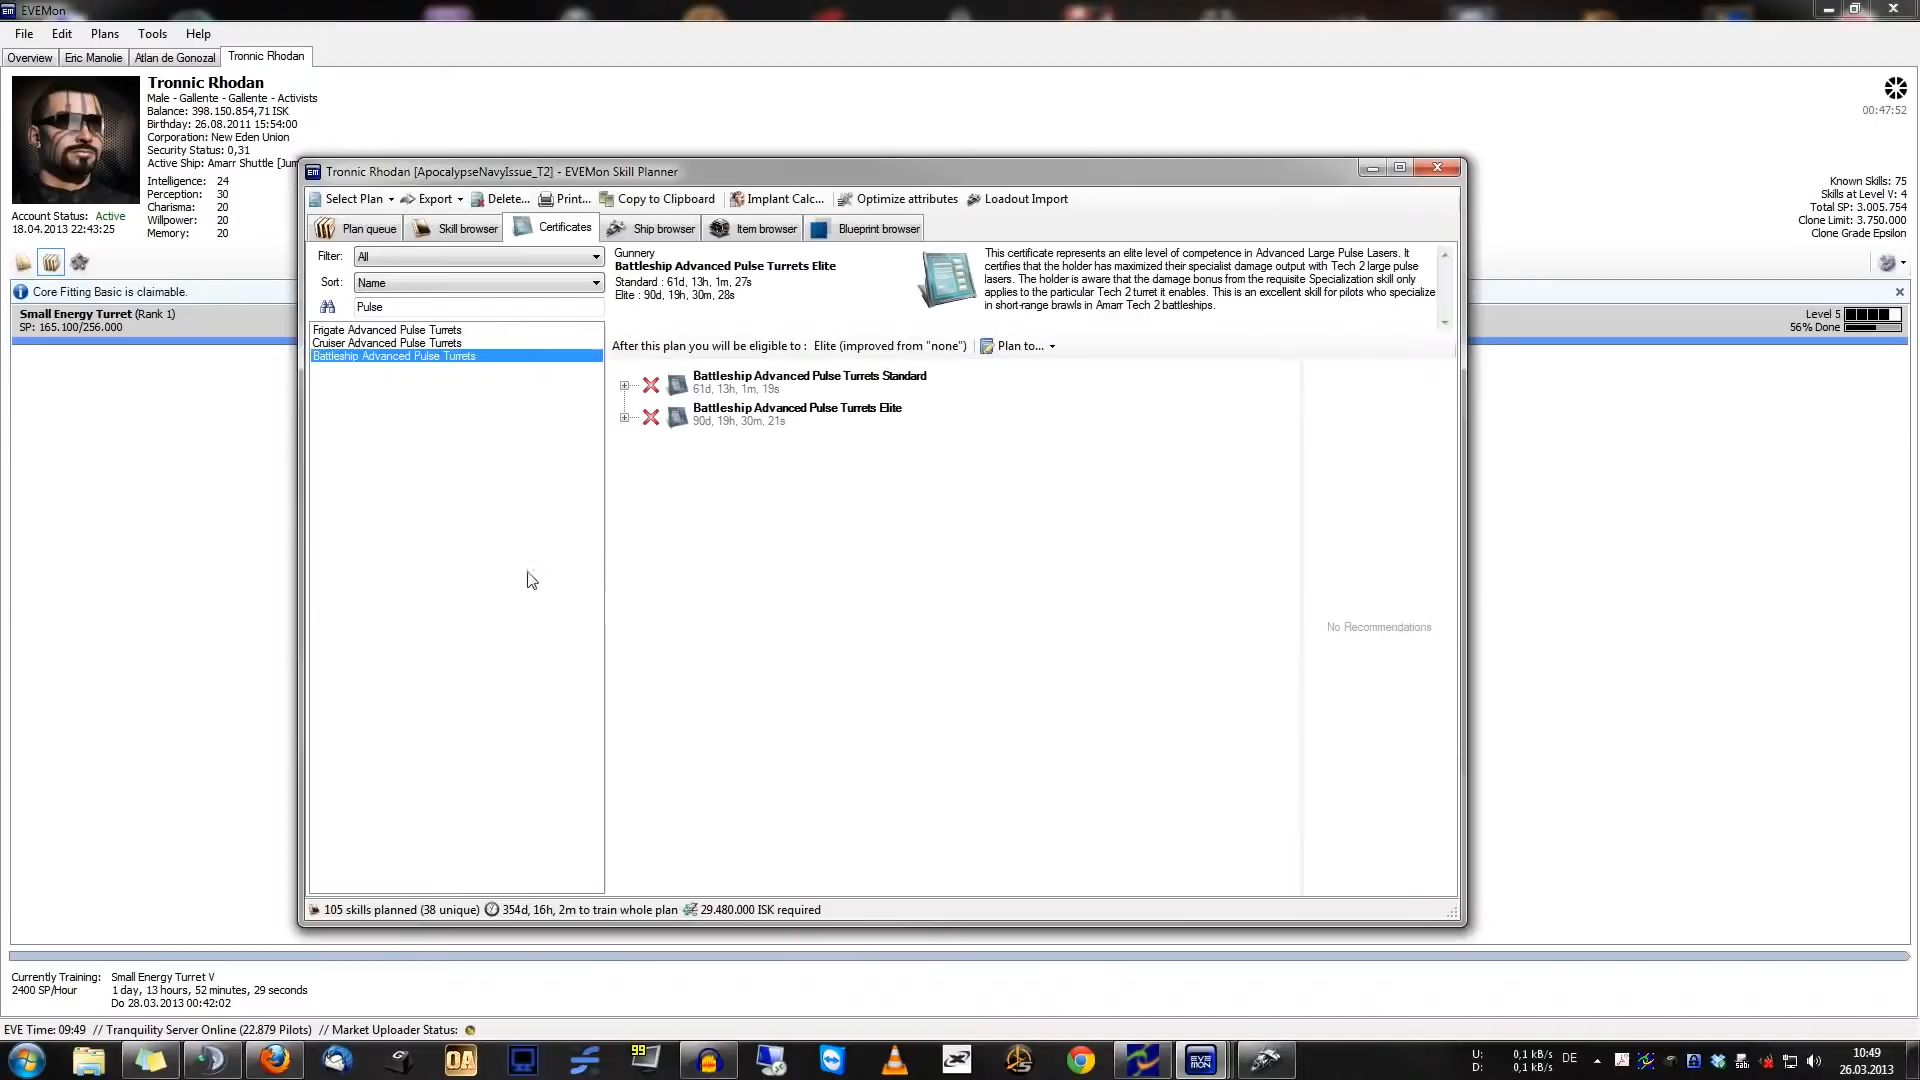 EVEMon
File Edit Plans Tools Help
Overview Eric Manolie Atlan de Gonozal Tronnic Rhodan
Tronnic Rhodan
Male - Gallente - Gallente - Activists
Balance: 398.150.854,71 ISK
Birthday: 26.08.2011 15:54:00
Corporation: New Eden Union
Security Status: 0,31
Active Ship: Amarr Shuttle [Jum
Intelligence: 24
Perception: 30
Charisma: 20
Willpower: 20
Memory: 20
Account Status: Active
18.04.2013 22:43:25
00:47:52
Known Skills: 75
Skills at Level V: 4
Total SP: 3.005.754
Clone Limit: 3.750.000
Clone Grade Epsilon
Core Fitting Basic is claimable.
Small Energy Turret (Rank 1)
SP: 165.100/256.000
Level 5
56% Done
Tronnic Rhodan [ApocalypseNavyIssue_T2] - EVEMon Skill Planner
Select Plan Export Delete... Print... Copy to Clipboard Implant Calc... Optimize attributes Loadout Import
Plan queue Skill browser Certificates Ship browser Item browser Blueprint browser
Filter: All
Sort: Name
Pulse
Frigate Advanced Pulse Turrets
Cruiser Advanced Pulse Turrets
Battleship Advanced Pulse Turrets
Gunnery
Battleship Advanced Pulse Turrets Elite
Standard : 61d, 13h, 1m, 27s
Elite : 90d, 19h, 30m, 28s
This certificate represents an elite level of competence in Advanced Large Pulse Lasers. It
certifies that the holder has maximized their specialist damage output with Tech 2 large pulse
lasers. The holder is aware that the damage bonus from the requisite Specialization skill only
applies to the particular Tech 2 turret it enables. This is an excellent skill for pilots who specialize
in short-range brawls in Amarr Tech 2 battleships.
After this plan you will be eligible to : Elite (improved from "none") Plan to...
Battleship Advanced Pulse Turrets Standard
61d, 13h, 1m, 19s
Battleship Advanced Pulse Turrets Elite
90d, 19h, 30m, 21s
No Recommendations
105 skills planned (38 unique) 354d, 16h, 2m to train whole plan 29.480.000 ISK required
Currently Training: Small Energy Turret V
2400 SP/Hour 1 day, 13 hours, 52 minutes, 29 seconds
Do 28.03.2013 00:42:02
EVE Time: 09:49 // Tranquility Server Online (22.879 Pilots) // Market Uploader Status:
99
OA
EVE
MON
U: 0,1 kB/s
D: 0,1 kB/s
DE
sabi
10:49
26.03.2013